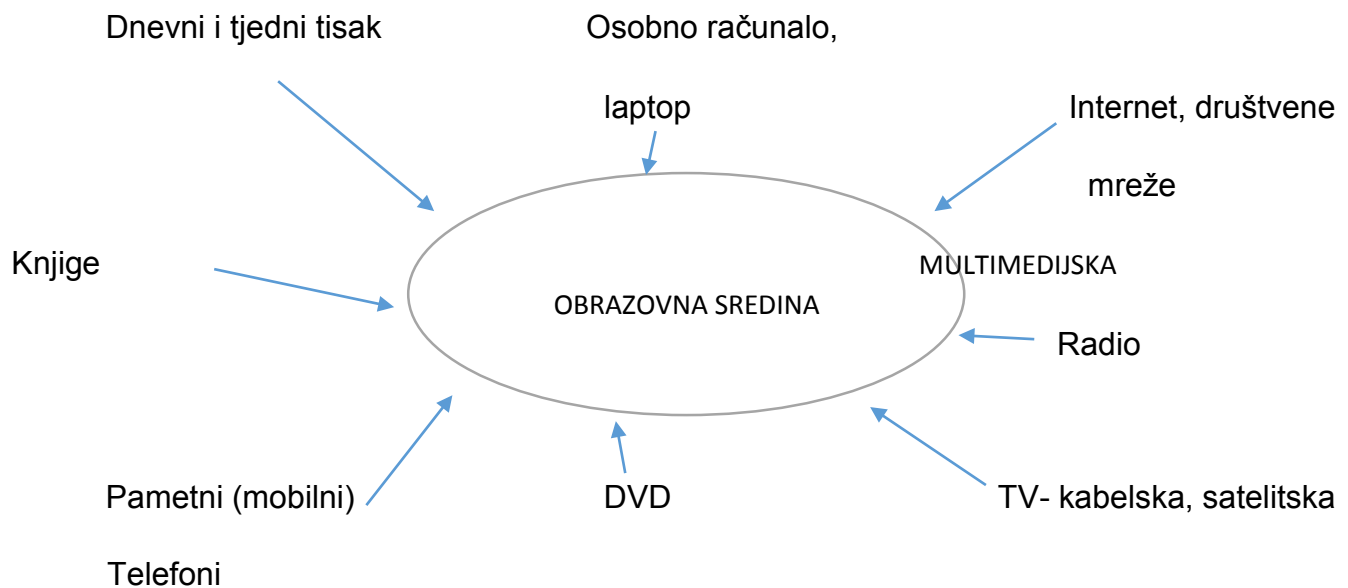 Dnevni i tjedni tisak
Osobno računalo,
laptop
Internet, društvene
mreže
Knjige
MULTIMEDIJSKA
OBRAZOVNA SREDINA
Radio
Pametni (mobilni)
Telefoni
DVD
TV- kabelska, satelitska